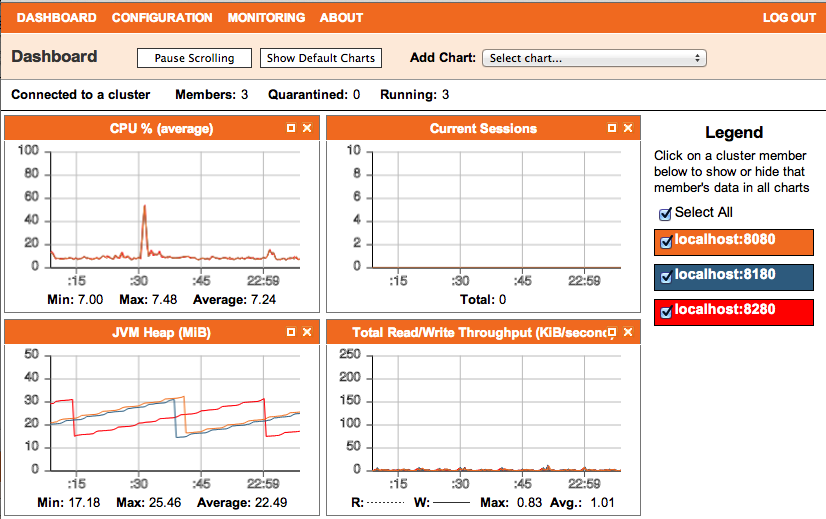 DASHBOARD CONFIGURATION MONITORING ABOUT LOG OUT
Dashboard Pause Scrolling Show Default Charts Add Chart: Select chart...
Connected to a cluster Members: 3 Quarantined: 0 Running: 3
CPU % (average)
100
80
60
40
20
0
:15 :30 :45 22:59
Min: 7.00 Max: 7.48 Average: 7.24
Current Sessions
10
8
6
4
2
0
:15 :30 :45 22:59
Total: 0
Legend
Click on a cluster member
below to show or hide that
member's data in all charts
Select All
localhost:8080
localhost:8180
localhost:8280
JVM Heap (MiB)
50
40
30
20
10
0
:15 :30 :45 22:59
Min: 17.18 Max: 25.46 Average: 22.49
Total Read/Write Throughput (KiB/second)
250
200
150
100
50
0
:15 :30 :45 22:59
R: W: Max: 0.83 Avg.: 1.01